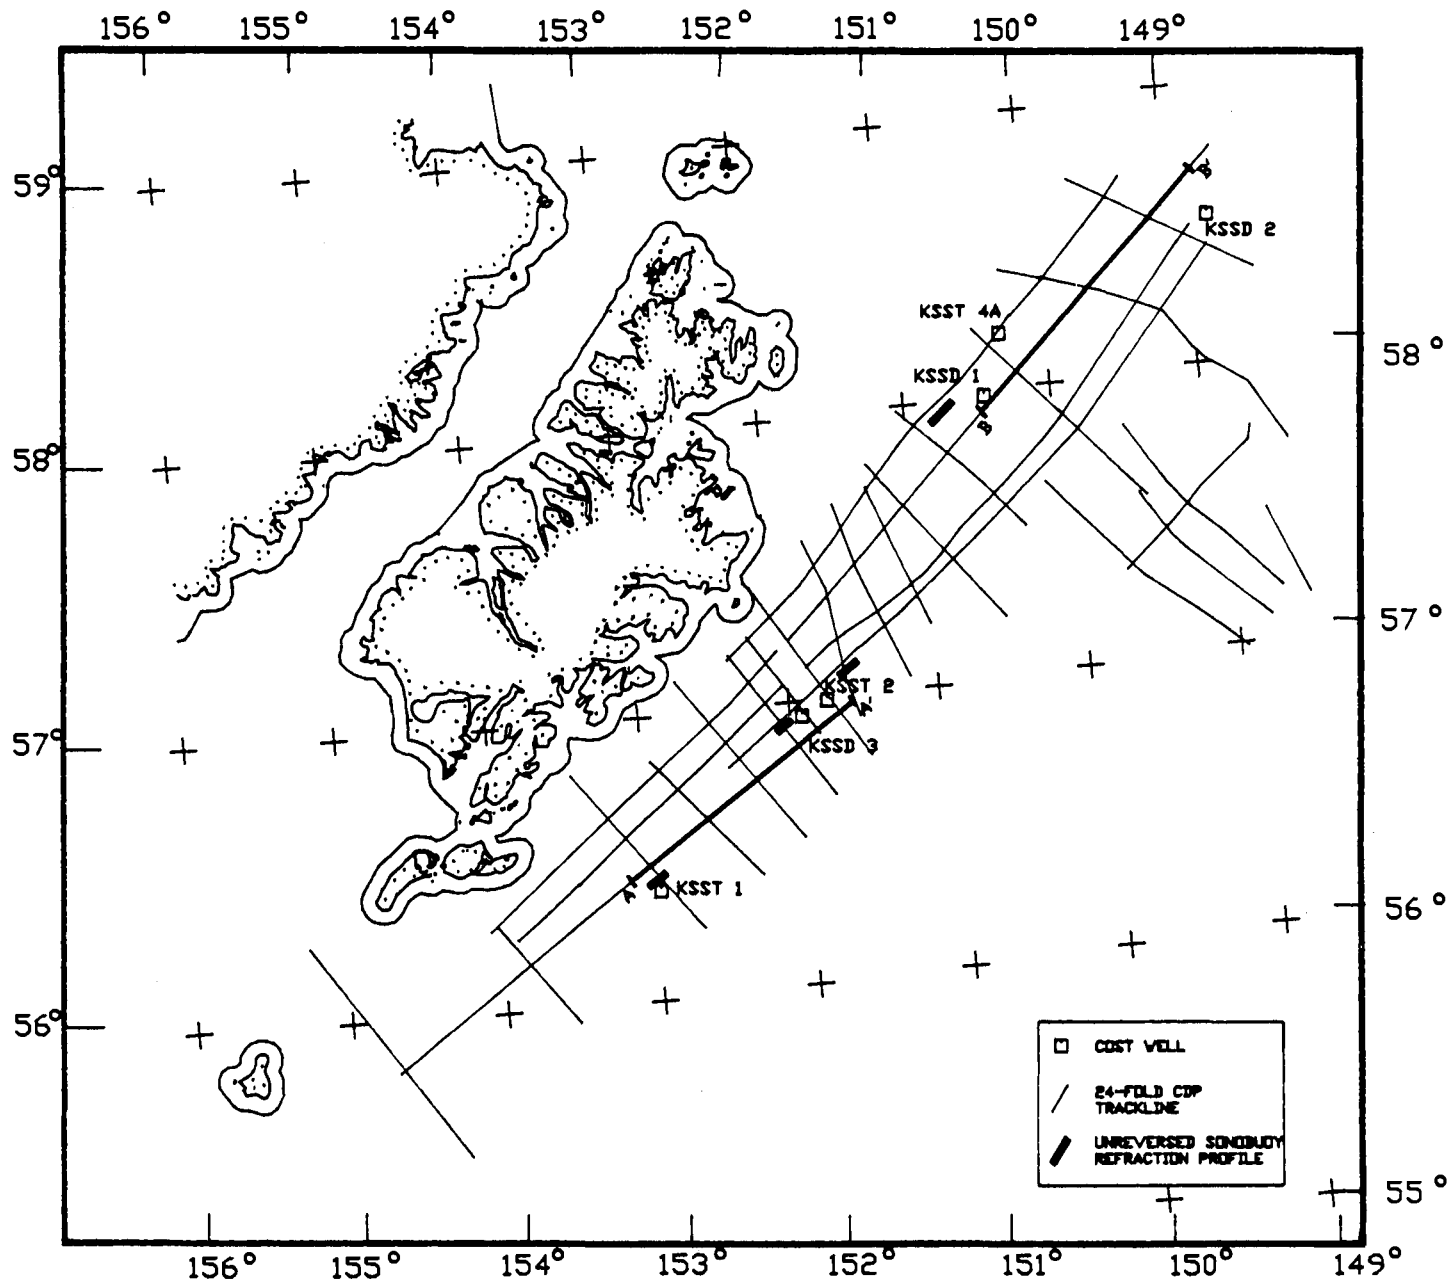 156° 155° 154° 153° 152° 151° 150° 149°
59°
58°
57°
56°
58°
57°
56°
55°
B'
KSSD 2
KSST 4A
KSSD 1
B
KSST 2
A'
KSSD 3
A
KSST 1
COST WELL
24-FOLD CDP
TRACKLINE
UNREVERSED SONOBUOY
REFRACTION PROFILE
156° 155° 154° 153° 152° 151° 150° 149°